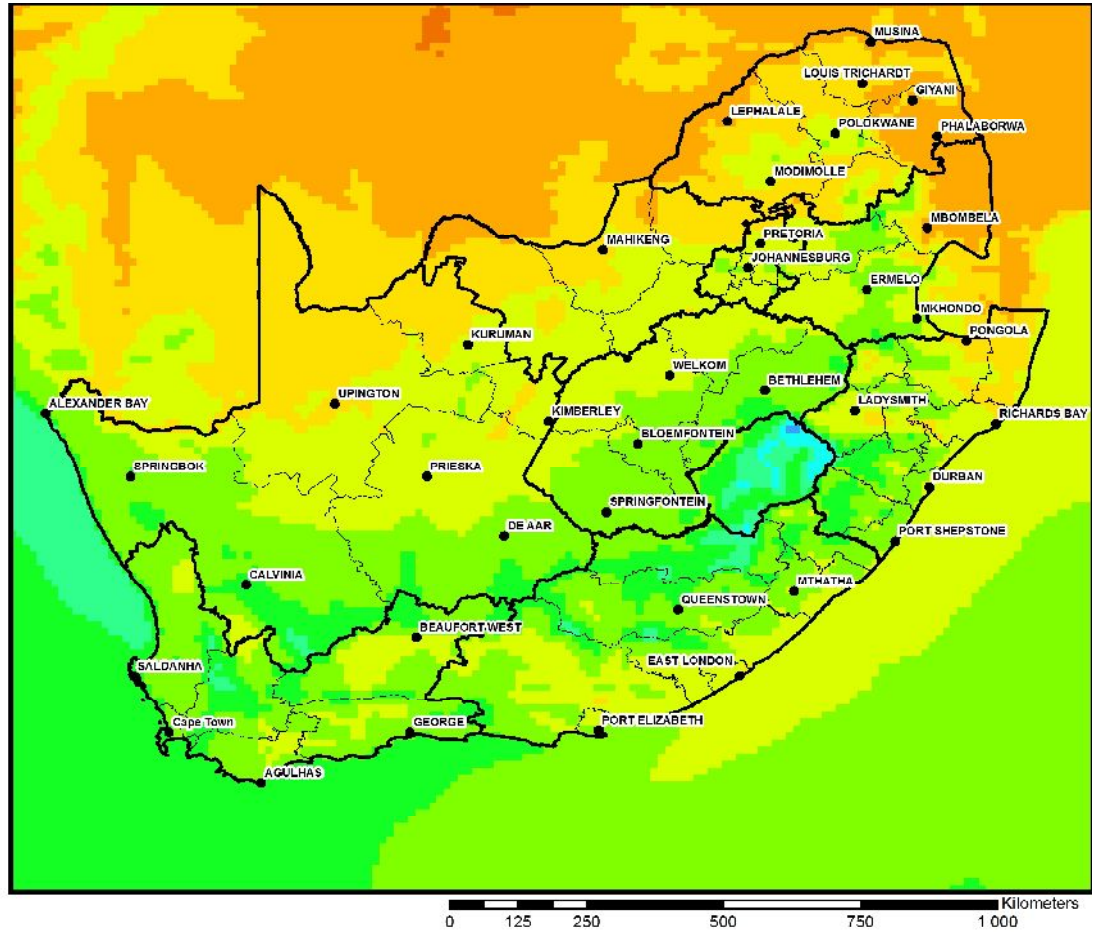 MUSINA
LOUIS TRICHARDT
GIYANI
LEPHALALE
POLOKWANE
PHALABORWA
MODIMOLLE
MBOMBELA
PRETORIA
MAHIKENG
JOHANNESBURG
ERMELO
MKHONDO
KURUMAN
PONGOLA
WELKOM
BETHLEHEM
UPINGTON
ALEXANDER BAY
LADYSMITH
KIMBERLEY
RICHARDS BAY
BLOEMFONTEIN
SPRINGBOK
PRIESKA
DURBAN
SPRINGFONTEIN
DE AAR
PORT SHEPSTONE
CALVINIA
MTHATHA
QUEENSTOWN
BEAUFORT-WEST
EAST LONDON
SALDANHA
Cape Town
GEORGE
PORT ELIZABETH
AGULHAS
Kilometers
0 125 250 500 750 1 000